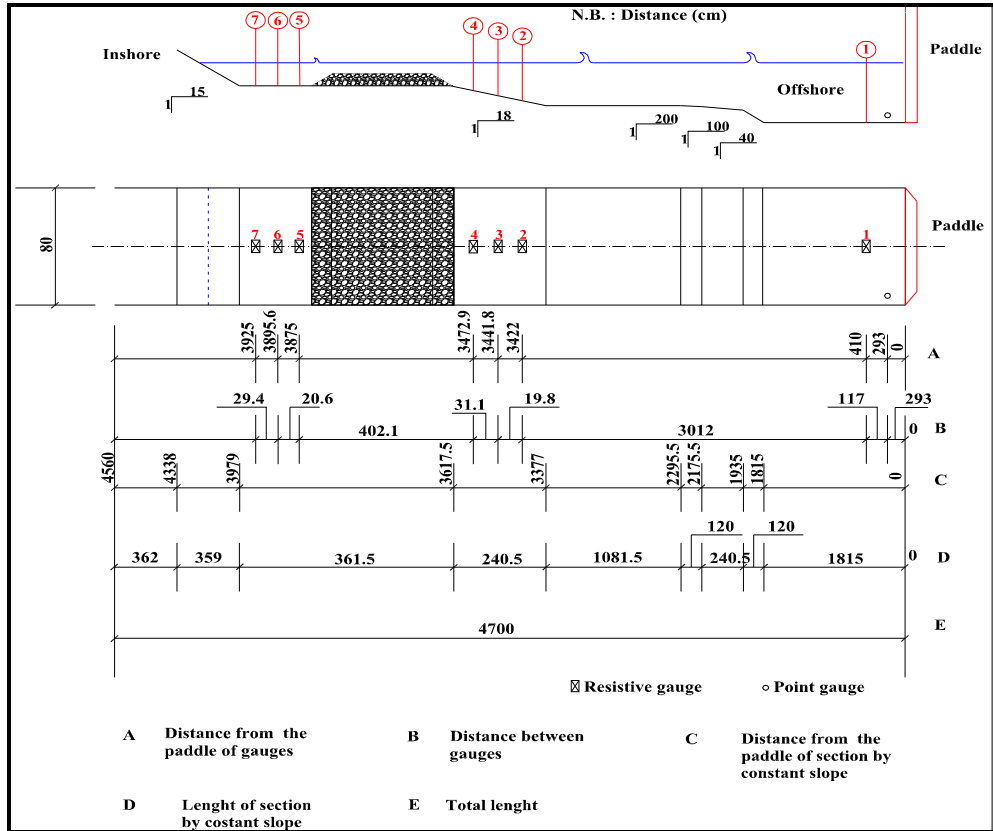 N.B. : Distance (cm)
7 6 5 4 3 2 1
Inshore
Paddle
Offshore
1 15
1 18
1 200
1 100
1 40
80
7 6 5 4 3 2 1
Paddle
3925 3895.6 3875 3472.9 3441.8 3422 410 293 0 A
29.4 20.6 31.1 19.8 117 293
402.1 3012 0 B
4560 4338 3979 3617.5 3377 2295.5 2175.5 1935 1815 0 C
120 120
362 359 361.5 240.5 1081.5 240.5 1815 0 D
4700 E
Resistive gauge Point gauge
A Distance from the
paddle of gauges
B Distance between
gauges
C Distance from the
paddle of section by
constant slope
D Lenght of section
by costant slope
E Total lenght